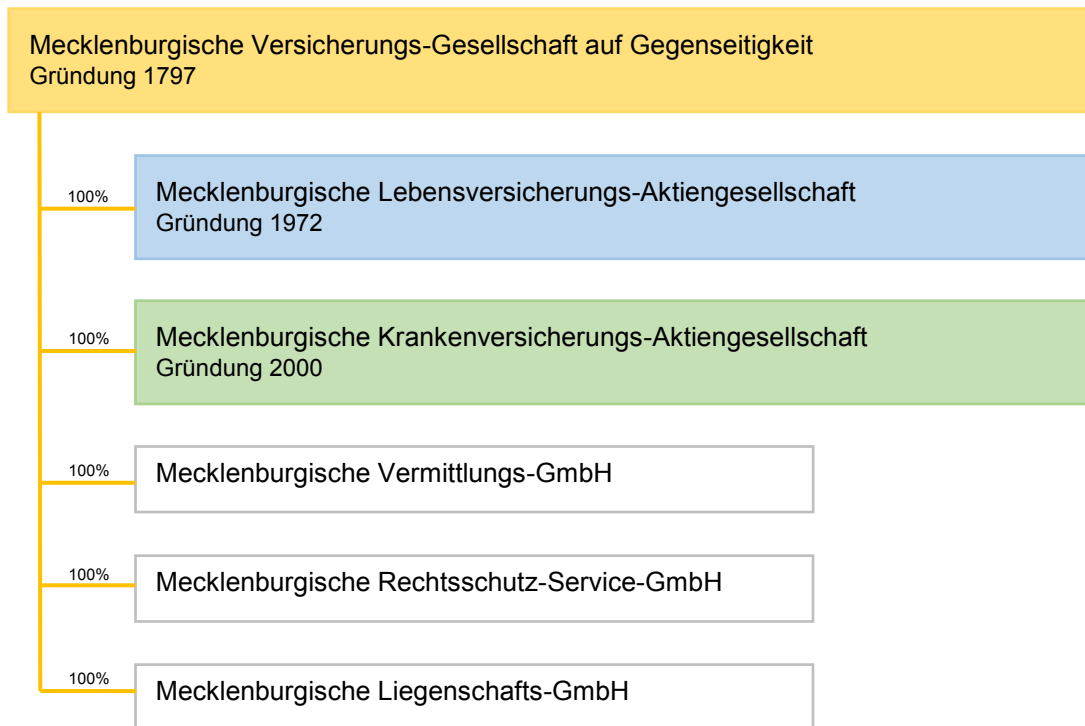 Mecklenburgische Versicherungs-Gesellschaft auf Gegenseitigkeit
Gründung 1797
100%
Mecklenburgische Lebensversicherungs-Aktiengesellschaft
Gründung 1972
100%
Mecklenburgische Krankenversicherungs-Aktiengesellschaft
Gründung 2000
100%
Mecklenburgische Vermittlungs-GmbH
100%
Mecklenburgische Rechtsschutz-Service-GmbH
100%
Mecklenburgische Liegenschafts-GmbH